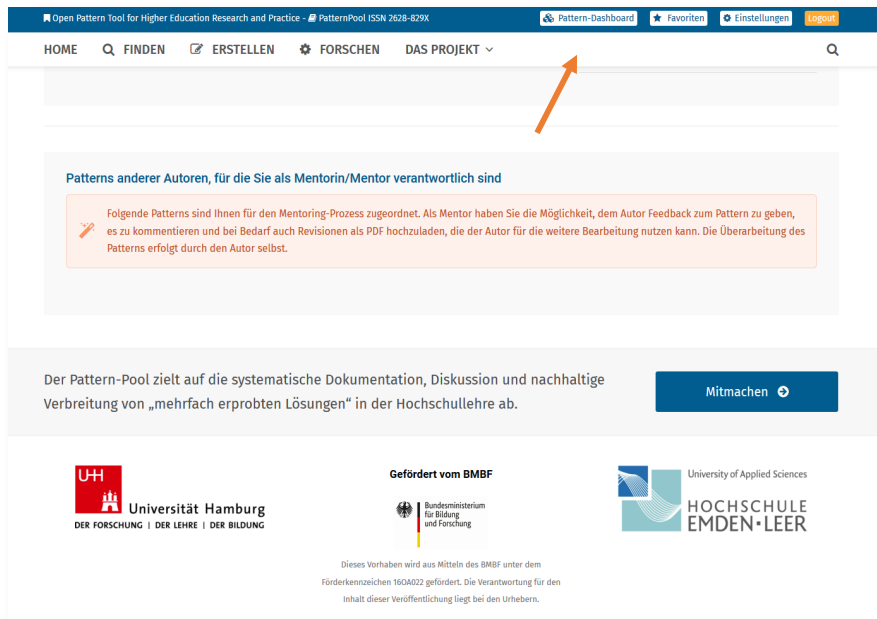 Open Pattern Tool for Higher Education Research and Practice - PatternPool ISSN 2628-829X
Pattern-Dashboard
Favoriten
Einstellungen
Logout
HOME
FINDEN
ERSTELLEN
FORSCHEN
DAS PROJEKT
Patterns anderer Autoren, für die Sie als Mentorin/Mentor verantwortlich sind
Folgende Patterns sind Ihnen für den Mentoring-Prozess zugeordnet. Als Mentor haben Sie die Möglichkeit, dem Autor Feedback zum Pattern zu geben,
es zu kommentieren und bei Bedarf auch Revisionen als PDF hochzuladen, die der Autor für die weitere Bearbeitung nutzen kann. Die Überarbeitung des
Patterns erfolgt durch den Autor selbst.
Der Pattern-Pool zielt auf die systematische Dokumentation, Diskussion und nachhaltige
Verbreitung von „mehrfach erprobten Lösungen“ in der Hochschullehre ab.
Mitmachen
UH
Universität Hamburg
DER FORSCHUNG | DER LEHRE | DER BILDUNG
Gefördert vom BMBF
Bundesministerium
für Bildung
und Forschung
Dieses Vorhaben wird aus Mitteln des BMBF unter dem
Förderkennzeichen 16OA022 gefördert. Die Verantwortung für den
Inhalt dieser Veröffentlichung liegt bei den Urhebern.
University of Applied Sciences
HOCHSCHULE
EMDEN•LEER